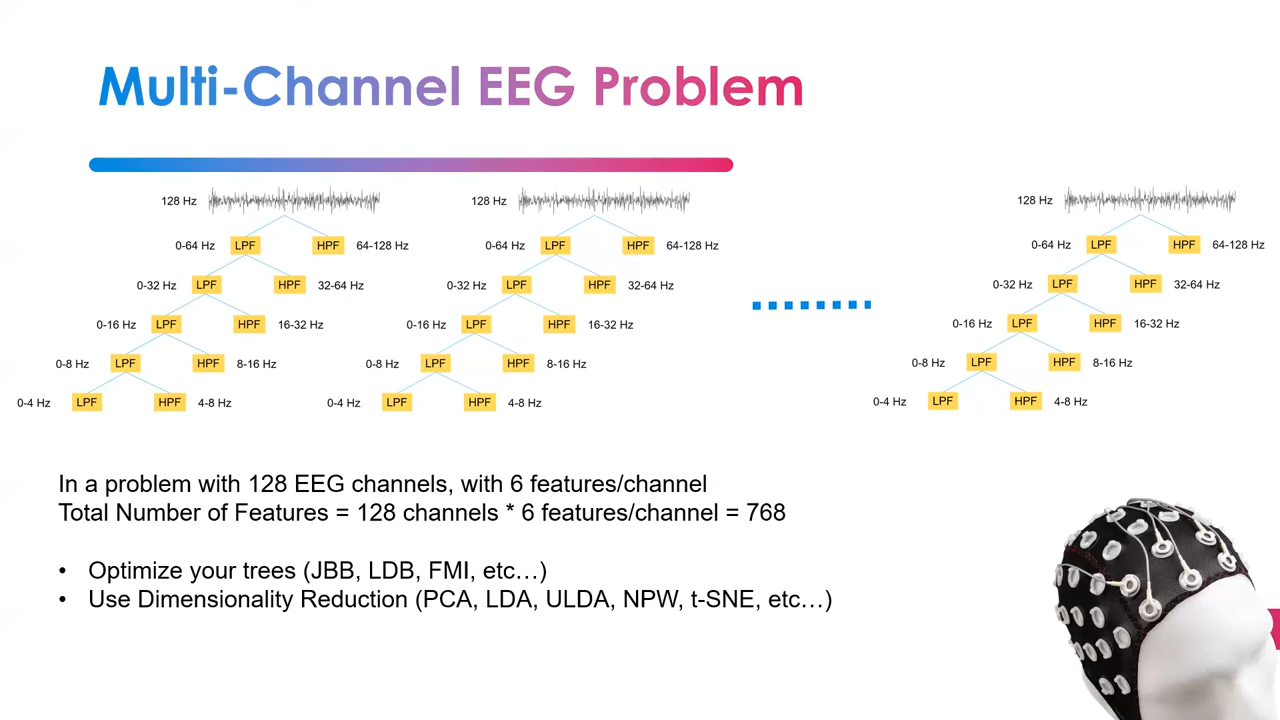 Multi-Channel EEG Problem
128 Hz
0-64 Hz LPF HPF 64-128 Hz
0-32 Hz LPF HPF 32-64 Hz
0-16 Hz LPF HPF 16-32 Hz
0-8 Hz LPF HPF 8-16 Hz
0-4 Hz LPF HPF 4-8 Hz
128 Hz
0-64 Hz LPF HPF 64-128 Hz
0-32 Hz LPF HPF 32-64 Hz
0-16 Hz LPF HPF 16-32 Hz
0-8 Hz LPF HPF 8-16 Hz
0-4 Hz LPF HPF 4-8 Hz
128 Hz
0-64 Hz LPF HPF 64-128 Hz
0-32 Hz LPF HPF 32-64 Hz
0-16 Hz LPF HPF 16-32 Hz
0-8 Hz LPF HPF 8-16 Hz
0-4 Hz LPF HPF 4-8 Hz
In a problem with 128 EEG channels, with 6 features/channel
Total Number of Features = 128 channels * 6 features/channel = 768
• Optimize your trees (JBB, LDB, FMI, etc…)
• Use Dimensionality Reduction (PCA, LDA, ULDA, NPW, t-SNE, etc…)